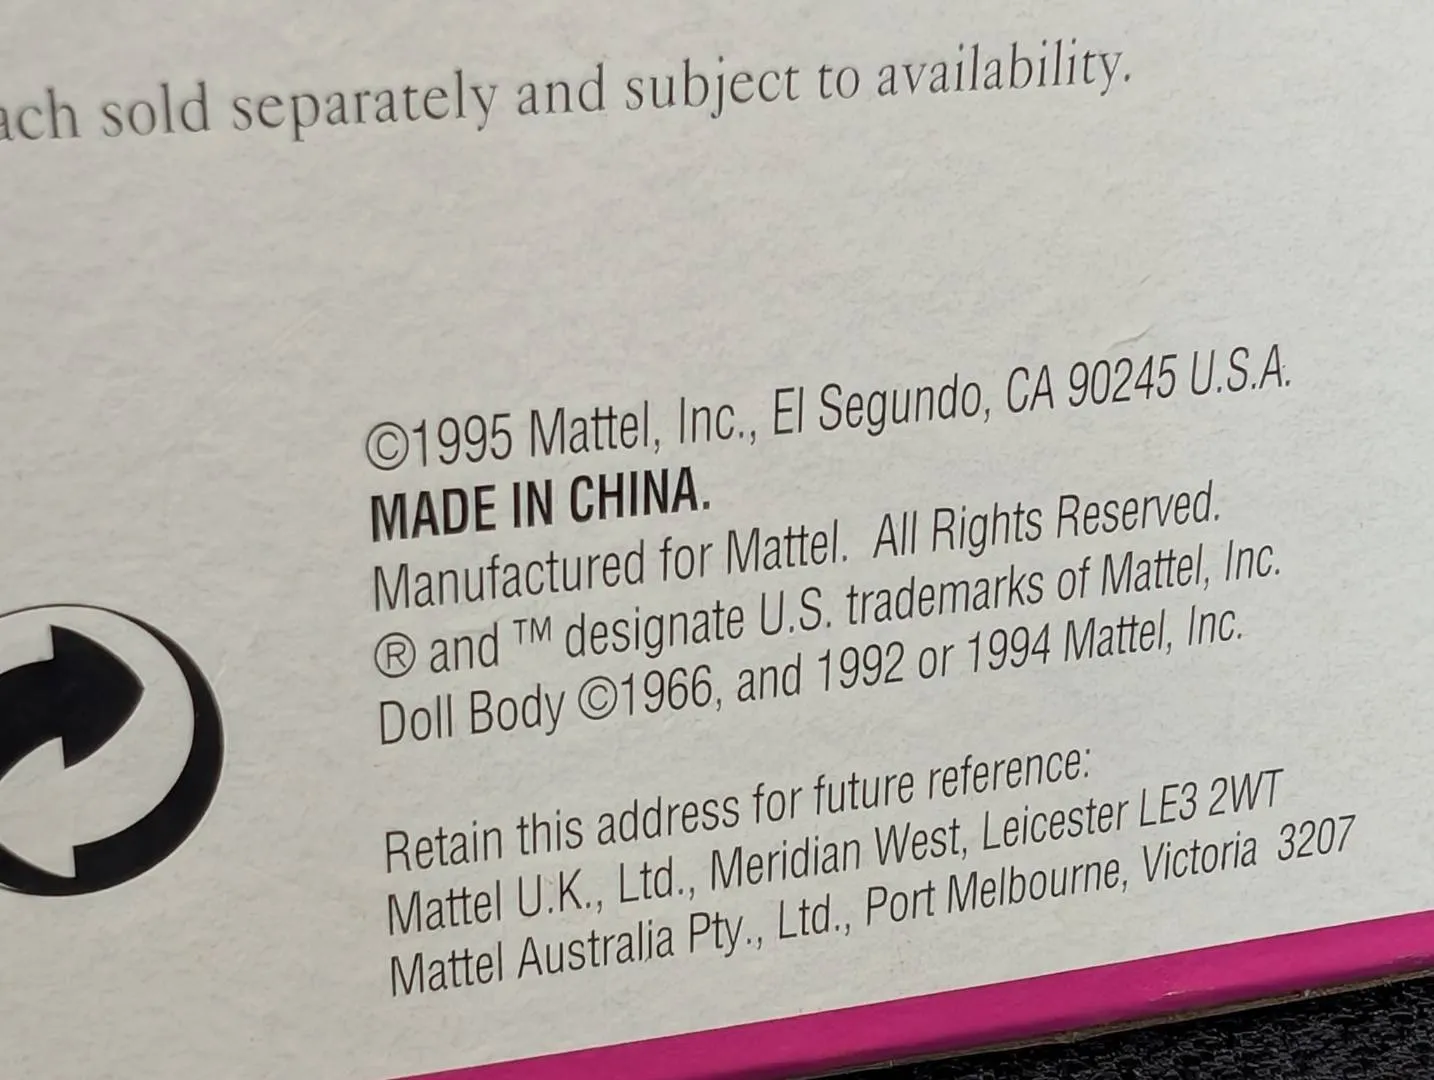 ach sold separately and subject to availability.
©1995 Mattel, Inc., El Segundo, CA 90245 U.S.A.
MADE IN CHINA.
Manufactured for Mattel. All Rights Reserved.
® and ™ designate U.S. trademarks of Mattel, Inc.
Doll Body ©1966, and 1992 or 1994 Mattel, Inc.
Retain this address for future reference:
Mattel U.K., Ltd., Meridian West, Leicester LE3 2WT
Mattel Australia Pty., Ltd., Port Melbourne, Victoria 3207